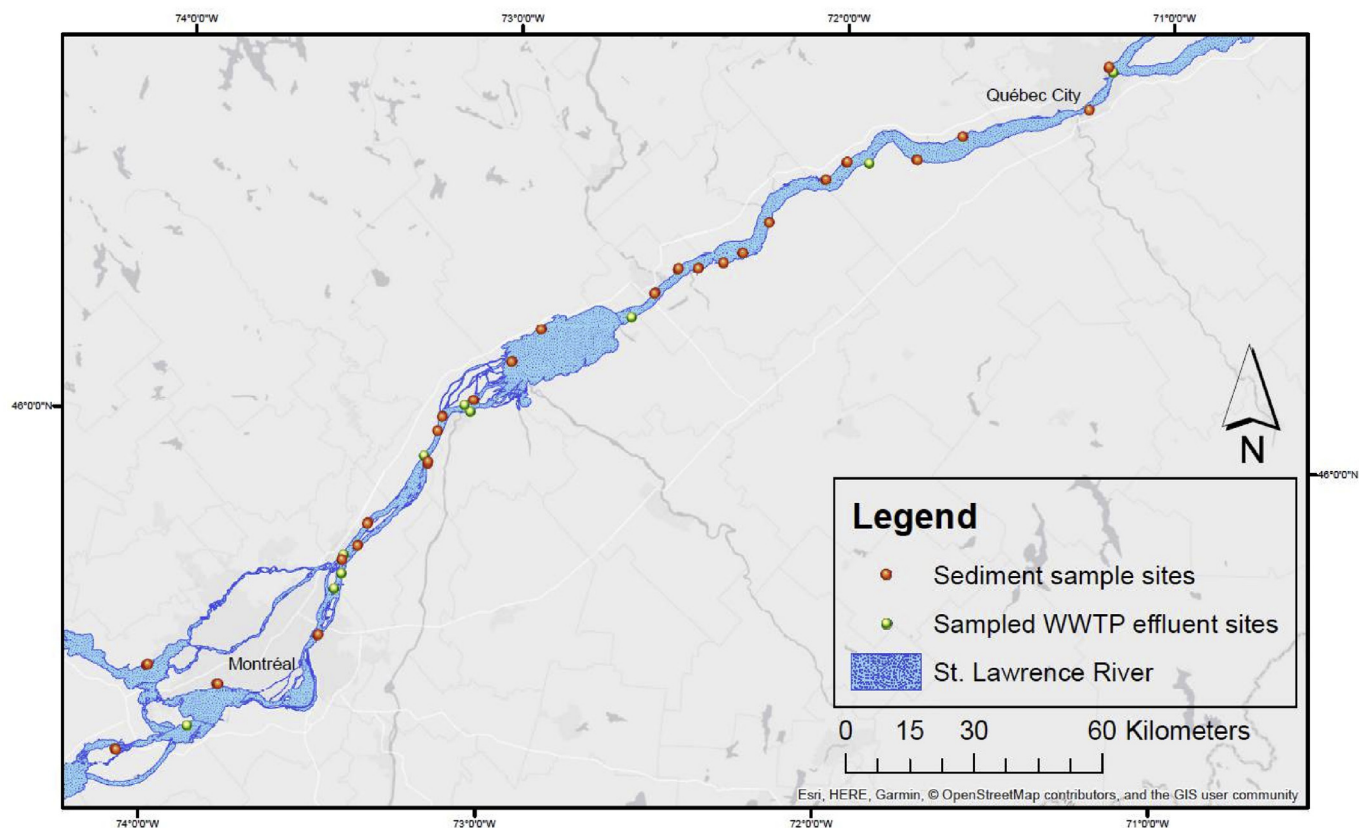 74°0'0"W 73°0'0"W 72°0'0"W 71°0'0"W
Québec City
46°0'0"N
N
46°0'0"N
Legend
Sediment sample sites
Sampled WWTP effluent sites
St. Lawrence River
Montréal
0 15 30 60 Kilometers
Esri, HERE, Garmin, © OpenStreetMap contributors, and the GIS user community
74°0'0"W 73°0'0"W 72°0'0"W 71°0'0"W